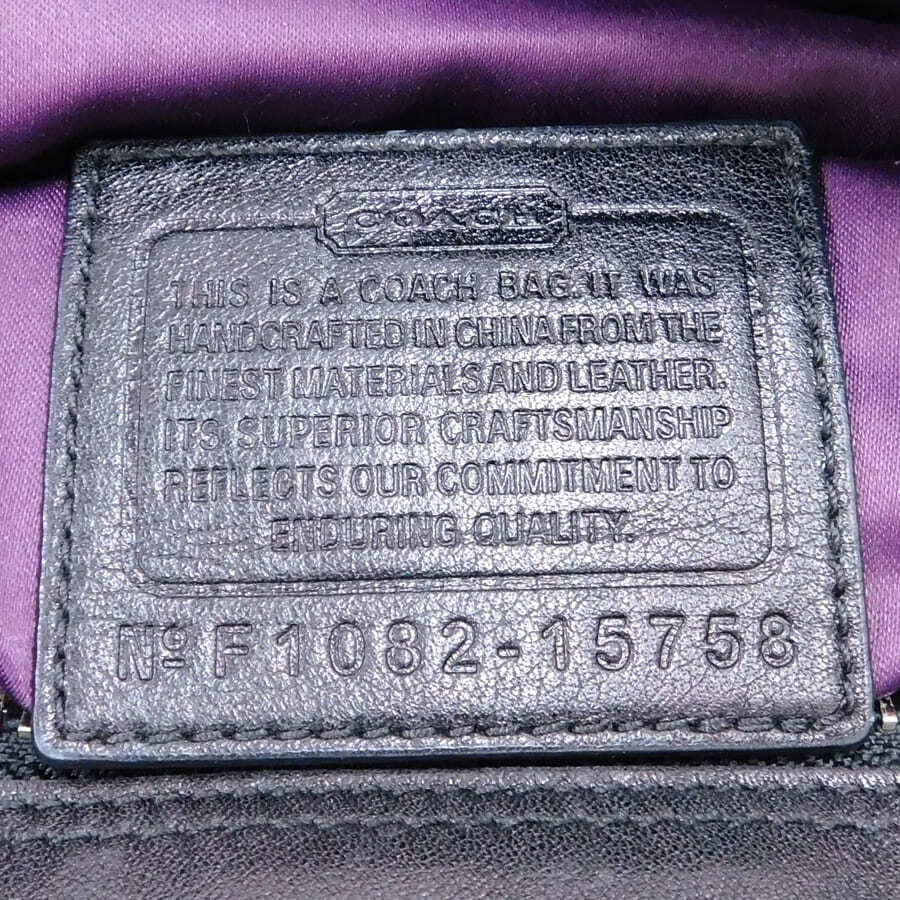 COACH
THIS IS A COACH BAG. IT WAS
HANDCRAFTED IN CHINA FROM THE
FINEST MATERIALS AND LEATHER.
ITS SUPERIOR CRAFTSMANSHIP
REFLECTS OUR COMMITMENT TO
ENDURING QUALITY.
Nº F1082-15758